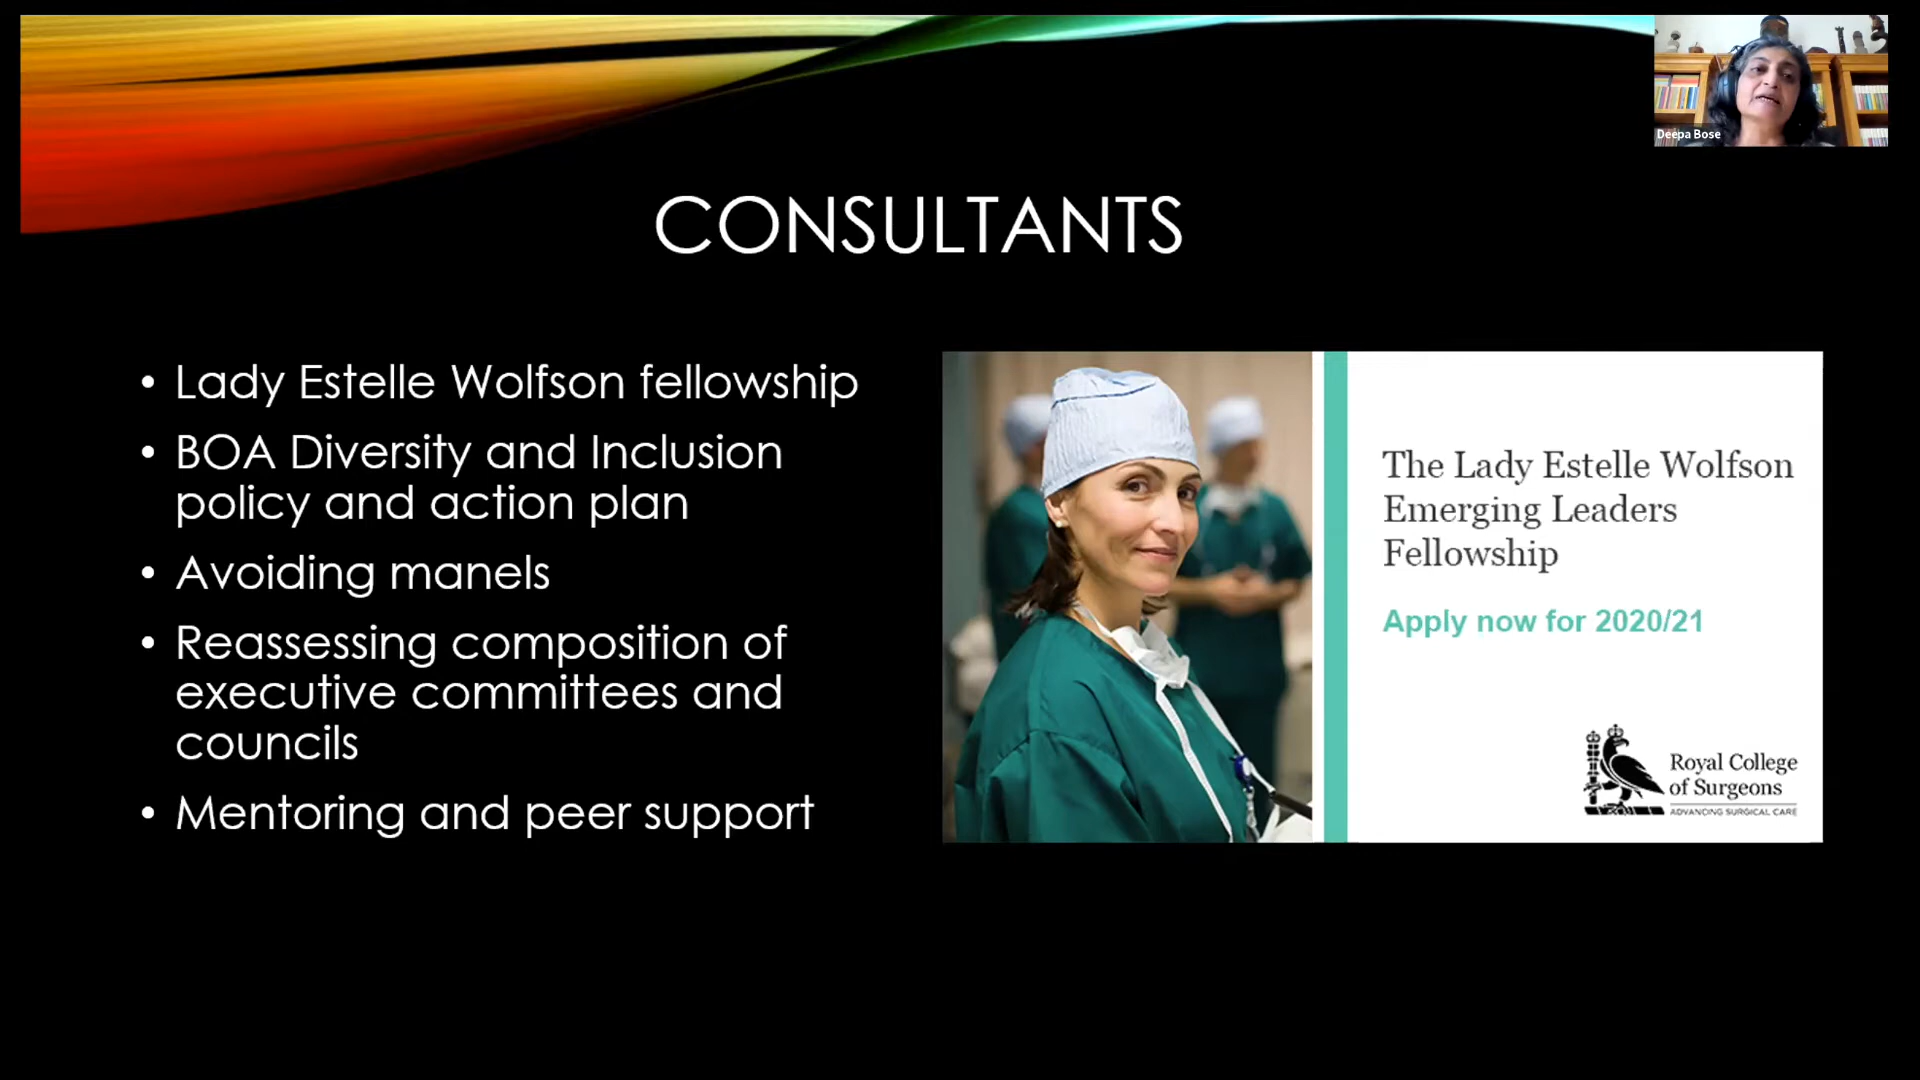 Deepa Bose
CONSULTANTS
• Lady Estelle Wolfson fellowship
• BOA Diversity and Inclusion
policy and action plan
• Avoiding manels
• Reassessing composition of
executive committees and
councils
• Mentoring and peer support
The Lady Estelle Wolfson
Emerging Leaders
Fellowship
Apply now for 2020/21
Royal College
of Surgeons
ADVANCING SURGICAL CARE